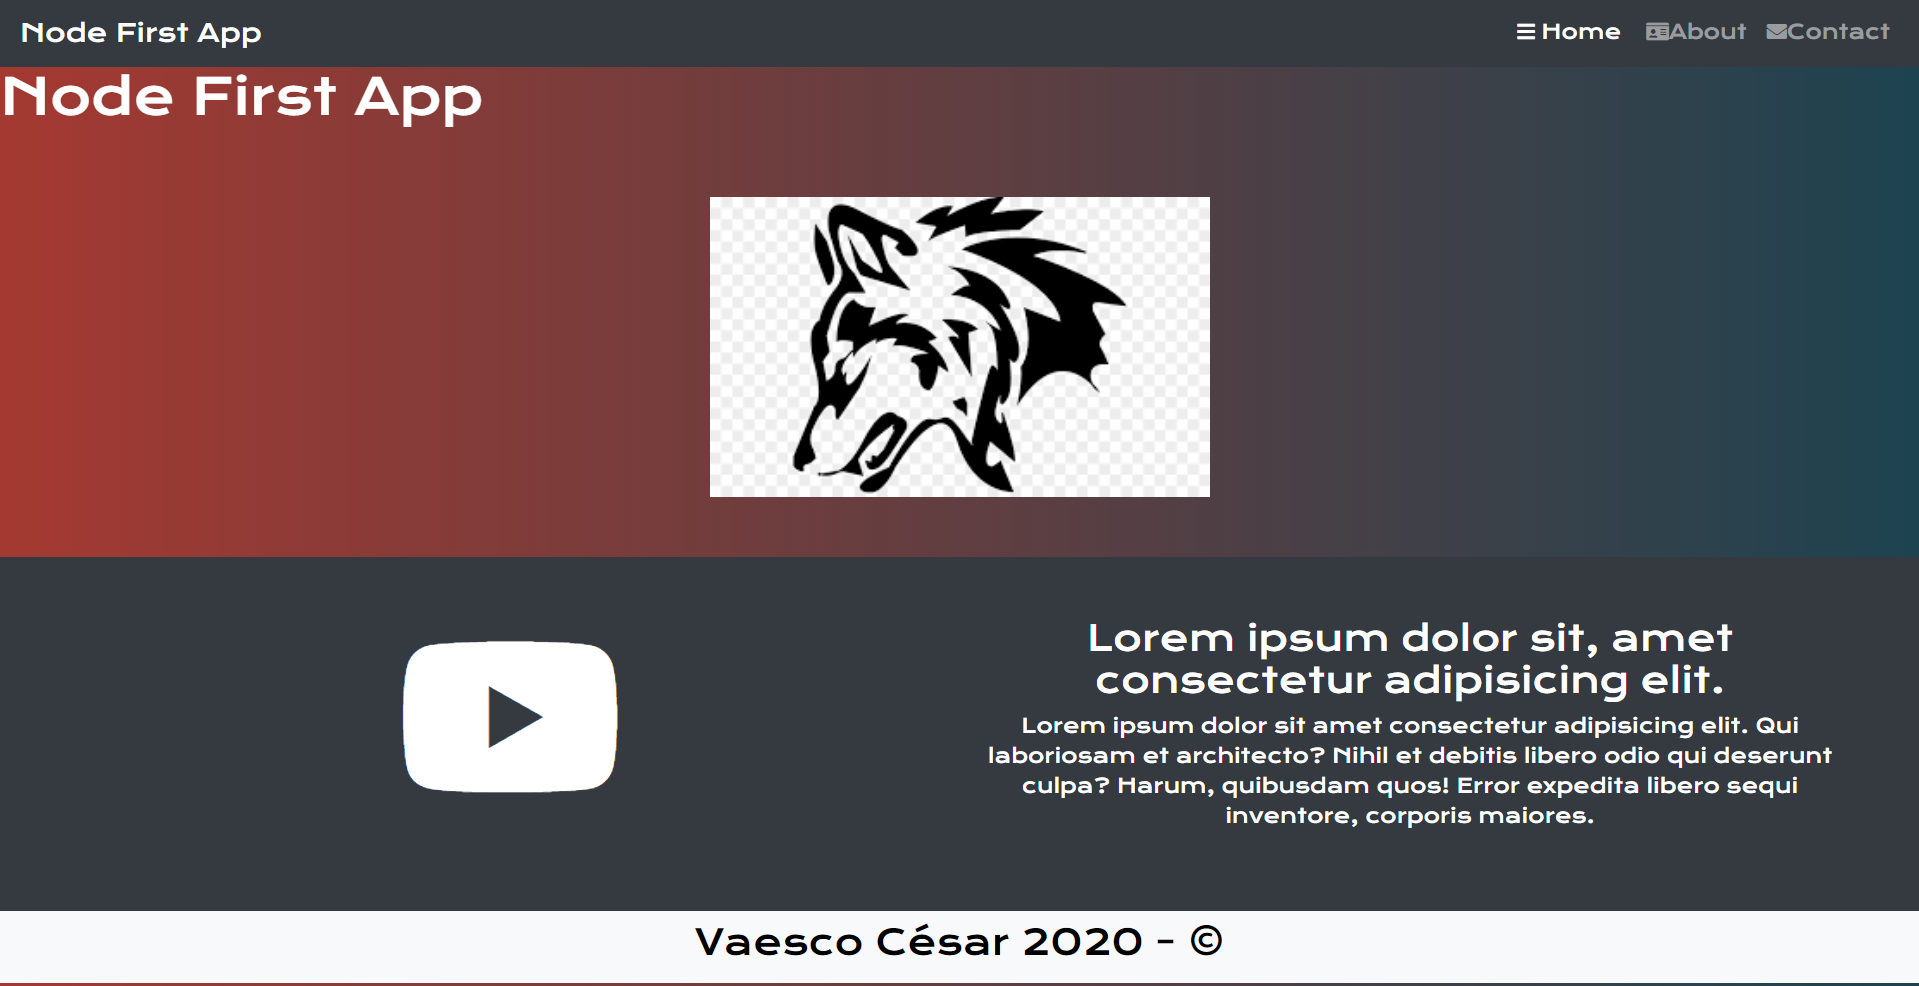 Node First App
Home About Contact
Node First App
Lorem ipsum dolor sit, amet
consectetur adipisicing elit.
Lorem ipsum dolor sit amet consectetur adipisicing elit. Qui
laboriosam et architecto? Nihil et debitis libero odio qui deserunt
culpa? Harum, quibusdam quos! Error expedita libero sequi
inventore, corporis maiores.
Vaesco César 2020 - ©